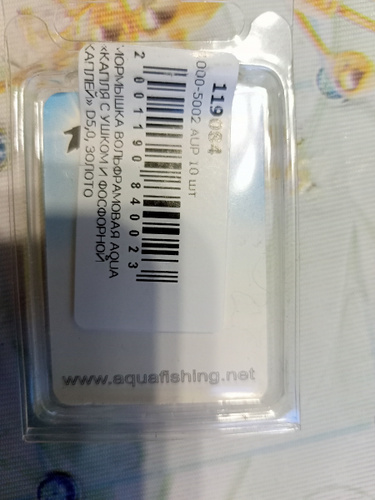 119084
000-5002 AUP 10 шт
2 001190 840023
МОРМЫШКА ВОЛЬФРАМОВАЯ AQUA
«КАПЛЯ С УШКОМ И ФОСФОРНОЙ
КАПЛЕЙ» D5,0, ЗОЛОТО
www.aquafishing.net